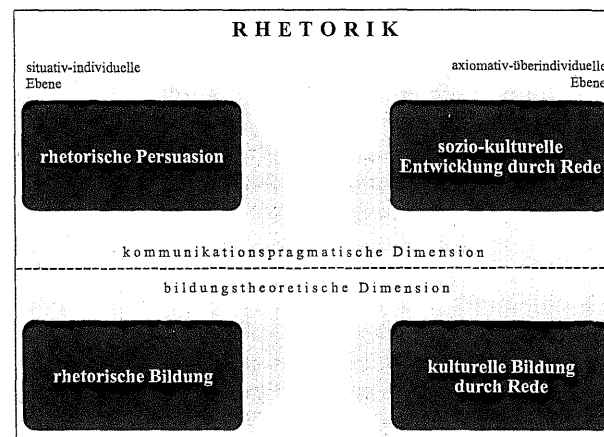 RHETORIK
situativ-individuelle
Ebene
axiomativ-überindividuelle
Ebene
rhetorische Persuasion
sozio-kulturelle
Entwicklung durch Rede
kommunikationspragmatische Dimension
bildungstheoretische Dimension
rhetorische Bildung
kulturelle Bildung
durch Rede